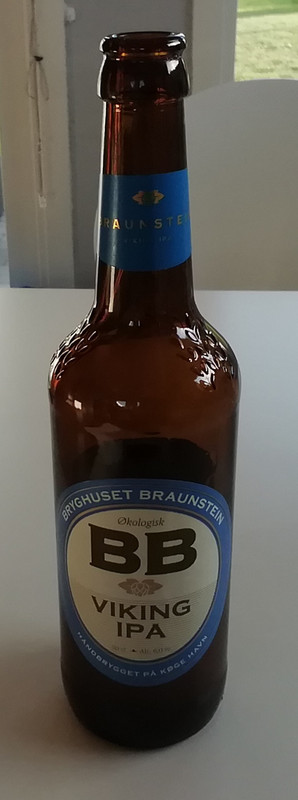 BRAUNSTEIN
BRYGHUSET BRAUNSTEIN
Økologisk
BB
VIKING
IPA
HÅNDBRYGGET PÅ KØGE HAVN